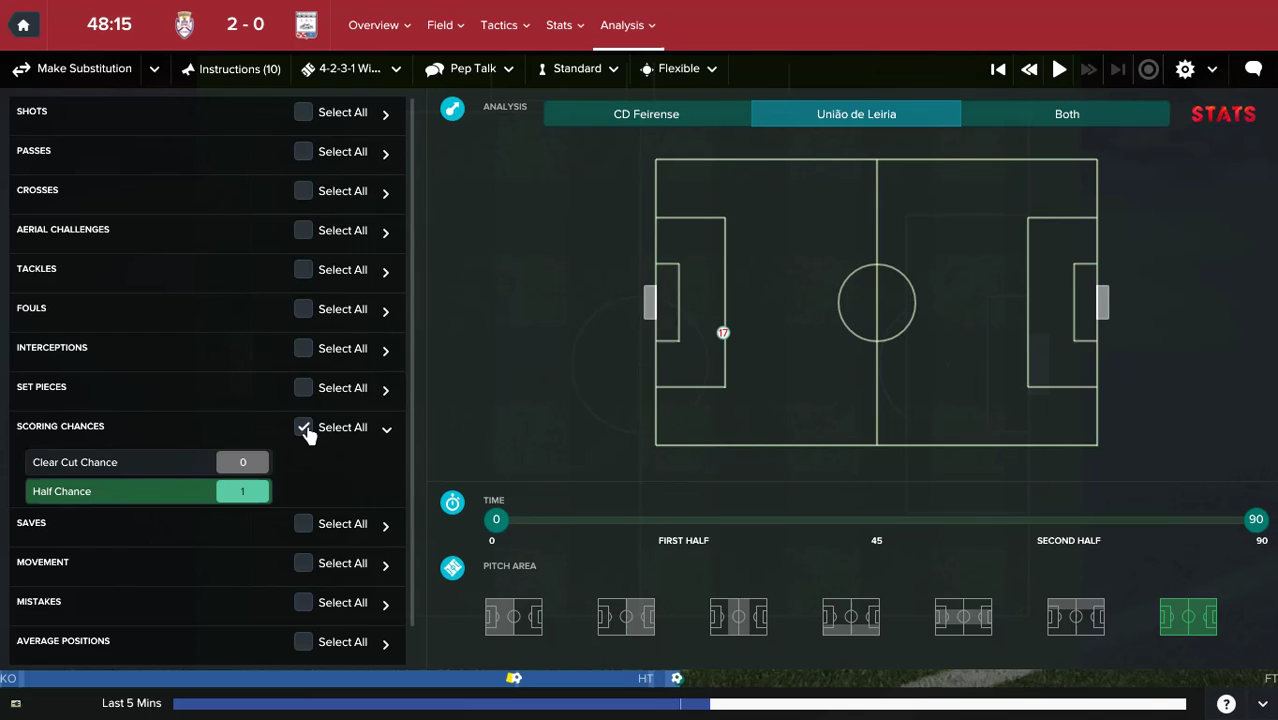 48:15 2 - 0 Overview Field Tactics Stats Analysis
Make Substitution Instructions (10) 4-2-3-1 Wi... Pep Talk Standard Flexible
SHOTS Select All
PASSES Select All
CROSSES Select All
AERIAL CHALLENGES Select All
TACKLES Select All
FOULS Select All
INTERCEPTIONS Select All
SET PIECES Select All
SCORING CHANCES Select All
Clear Cut Chance 0
Half Chance 1
SAVES Select All
MOVEMENT Select All
MISTAKES Select All
AVERAGE POSITIONS Select All
ANALYSIS CD Feirense União de Leiria Both STATS
17
TIME
0 90
0 FIRST HALF 45 SECOND HALF 90
PITCH AREA
KO HT FT
Last 5 Mins ?